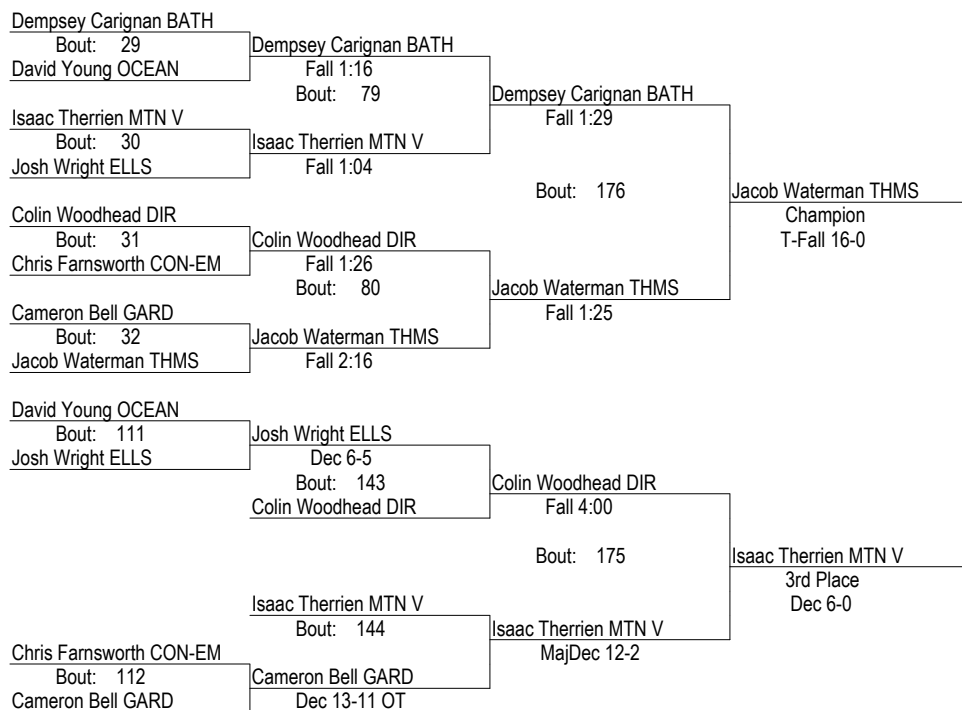 Dempsey Carignan BATH
Bout: 29
Dempsey Carignan BATH
David Young OCEAN
Fall 1:16
Bout: 79
Dempsey Carignan BATH
Isaac Therrien MTN V
Fall 1:29
Bout: 30
Isaac Therrien MTN V
Josh Wright ELLS
Fall 1:04
Bout: 176
Jacob Waterman THMS
Colin Woodhead DIR
Champion
Bout: 31
Colin Woodhead DIR
T-Fall 16-0
Chris Farnsworth CON-EM
Fall 1:26
Bout: 80
Jacob Waterman THMS
Cameron Bell GARD
Fall 1:25
Bout: 32
Jacob Waterman THMS
Jacob Waterman THMS
Fall 2:16
David Young OCEAN
Bout: 111
Josh Wright ELLS
Josh Wright ELLS
Dec 6-5
Bout: 143
Colin Woodhead DIR
Colin Woodhead DIR
Fall 4:00
Bout: 175
Isaac Therrien MTN V
3rd Place
Dec 6-0
Isaac Therrien MTN V
Bout: 144
Isaac Therrien MTN V
Chris Farnsworth CON-EM
MajDec 12-2
Bout: 112
Cameron Bell GARD
Cameron Bell GARD
Dec 13-11 OT